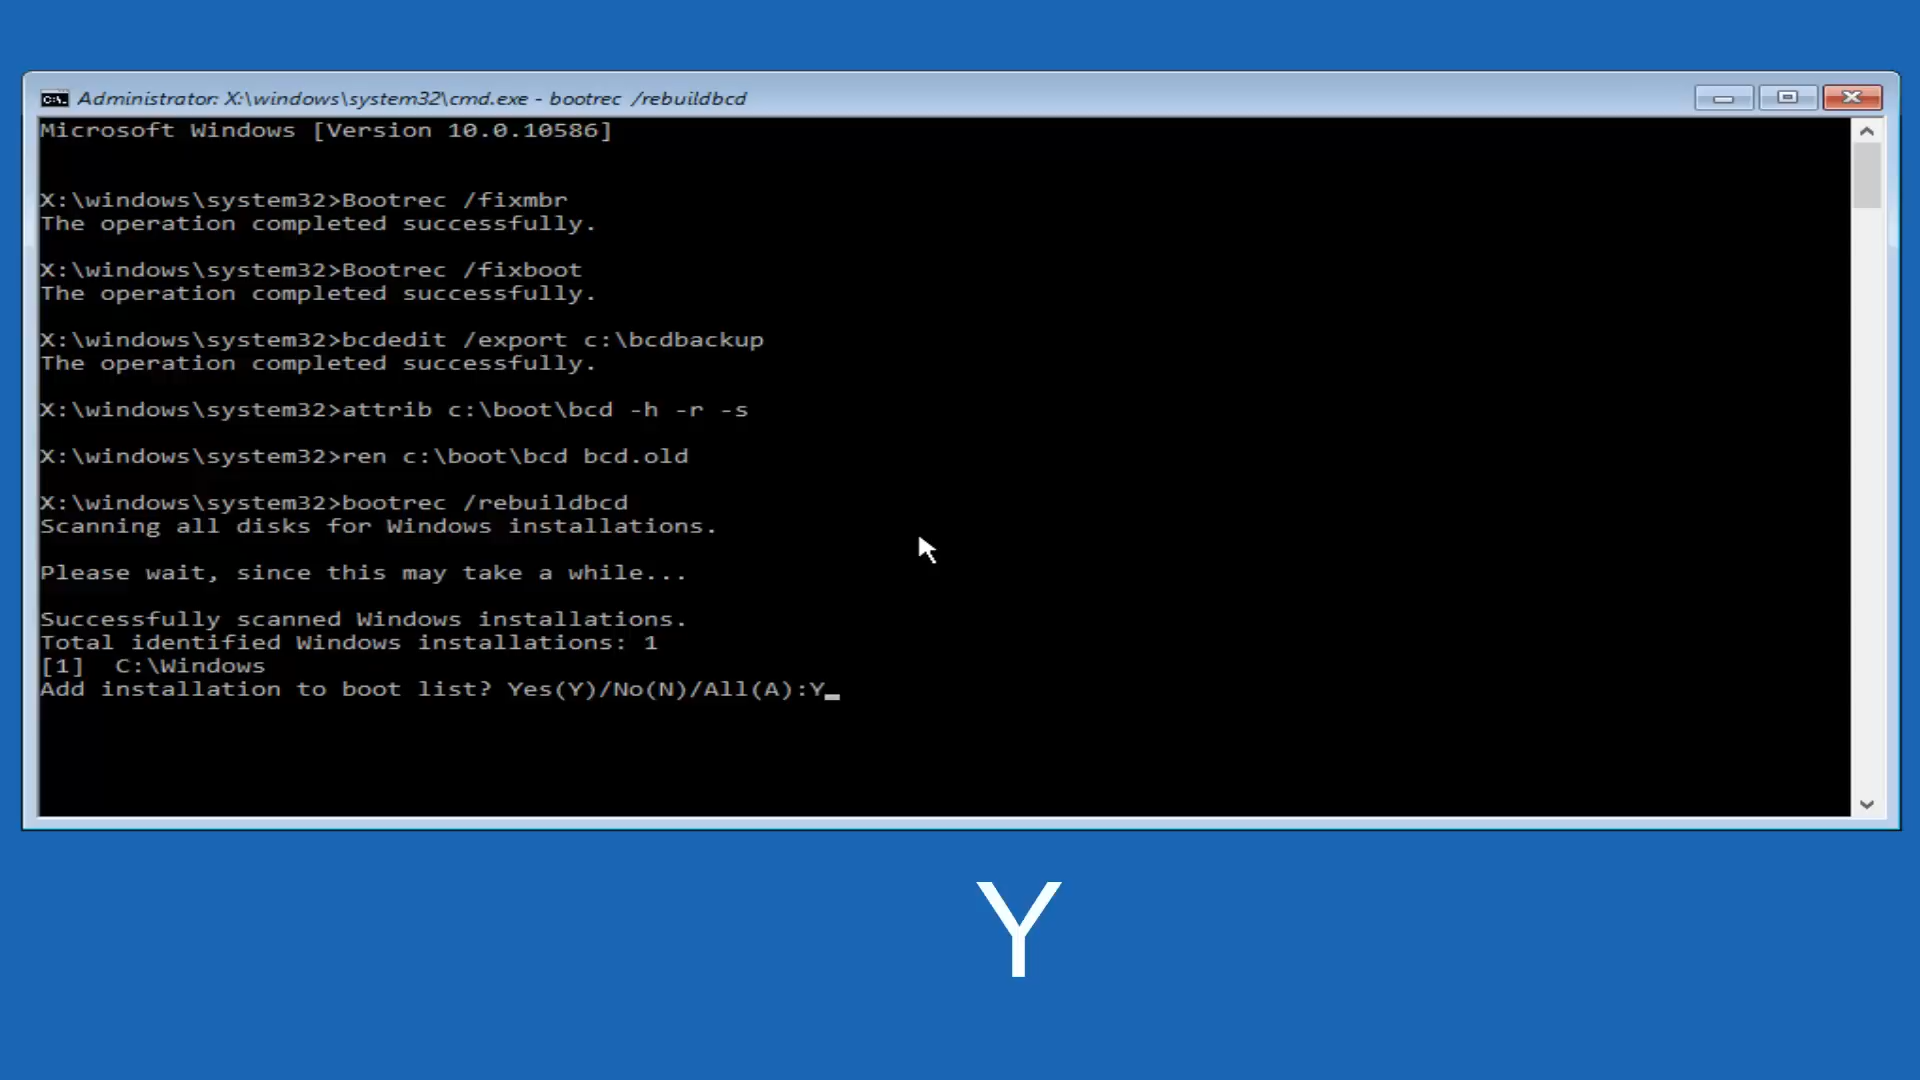 Administrator: X:\windows\system32\cmd.exe - bootrec /rebuildbcd
Microsoft Windows [Version 10.0.10586]
X:\windows\system32>Bootrec /fixmbr
The operation completed successfully.
X:\windows\system32>Bootrec /fixboot
The operation completed successfully.
X:\windows\system32>bcdedit /export c:\bcdbackup
The operation completed successfully.
X:\windows\system32>attrib c:\boot\bcd -h -r -s
X:\windows\system32>ren c:\boot\bcd bcd.old
X:\windows\system32>bootrec /rebuildbcd
Scanning all disks for Windows installations.
Please wait, since this may take a while...
Successfully scanned Windows installations.
Total identified Windows installations: 1
[1]  C:\Windows
Add installation to boot list? Yes(Y)/No(N)/All(A):Y_
Y